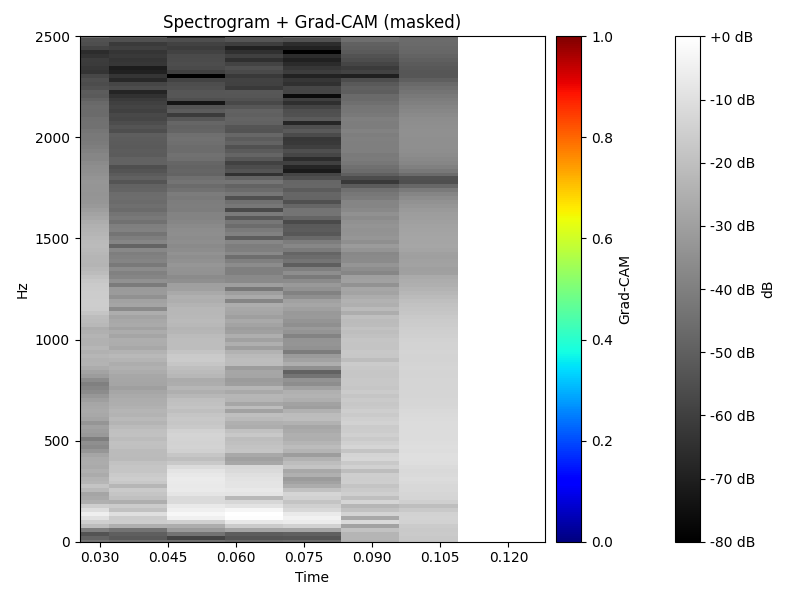 Spectrogram + Grad-CAM (masked)
2500
2000
1500
1000
500
0
Hz
0.030
0.045
0.060
0.075
0.090
0.105
0.120
Time
1.0
0.8
0.6
0.4
0.2
0.0
Grad-CAM
+0 dB
-10 dB
-20 dB
-30 dB
-40 dB
-50 dB
-60 dB
-70 dB
-80 dB
dB